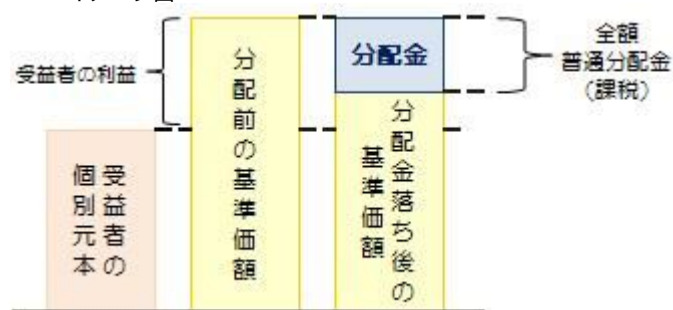 受益者の利益
受益者の
個別元本
分配前の基準価額
分配金
分配金落ち後の
基準価額
全額
普通分配金
(課税)